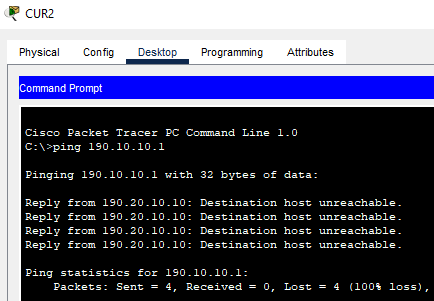 CUR2
Physical Config Desktop Programming Attributes
Command Prompt
Cisco Packet Tracer PC Command Line 1.0
C:\>ping 190.10.10.1
Pinging 190.10.10.1 with 32 bytes of data:
Reply from 190.20.10.10: Destination host unreachable.
Reply from 190.20.10.10: Destination host unreachable.
Reply from 190.20.10.10: Destination host unreachable.
Reply from 190.20.10.10: Destination host unreachable.
Ping statistics for 190.10.10.1:
Packets: Sent = 4, Received = 0, Lost = 4 (100% loss),